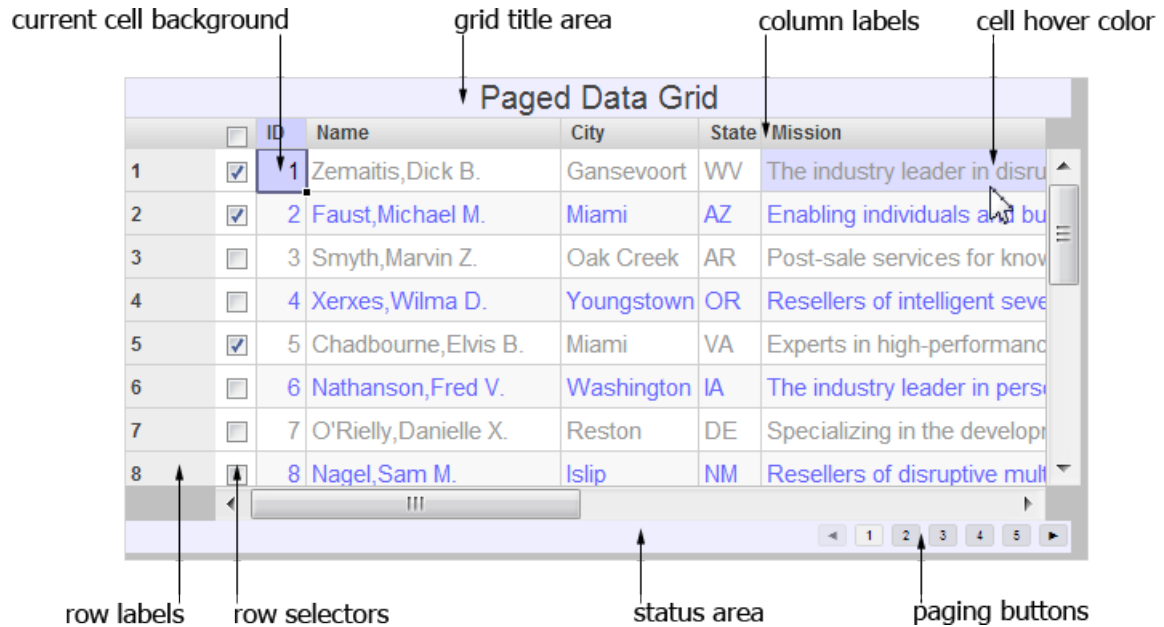 current cell background grid title area column labels cell hover color
Paged Data Grid
ID Name City State Mission
1 1 Zemaitis,Dick B. Gansevoort WV The industry leader in disru
2 2 Faust,Michael M. Miami AZ Enabling individuals and bu
3 3 Smyth,Marvin Z. Oak Creek AR Post-sale services for know
4 4 Xerxes,Wilma D. Youngstown OR Resellers of intelligent seve
5 5 Chadbourne,Elvis B. Miami VA Experts in high-performanc
6 6 Nathanson,Fred V. Washington IA The industry leader in perso
7 7 O'Rielly,Danielle X. Reston DE Specializing in the developm
8 8 Nagel,Sam M. Islip NM Resellers of disruptive mult
1 2 3 4 5
row labels row selectors status area paging buttons